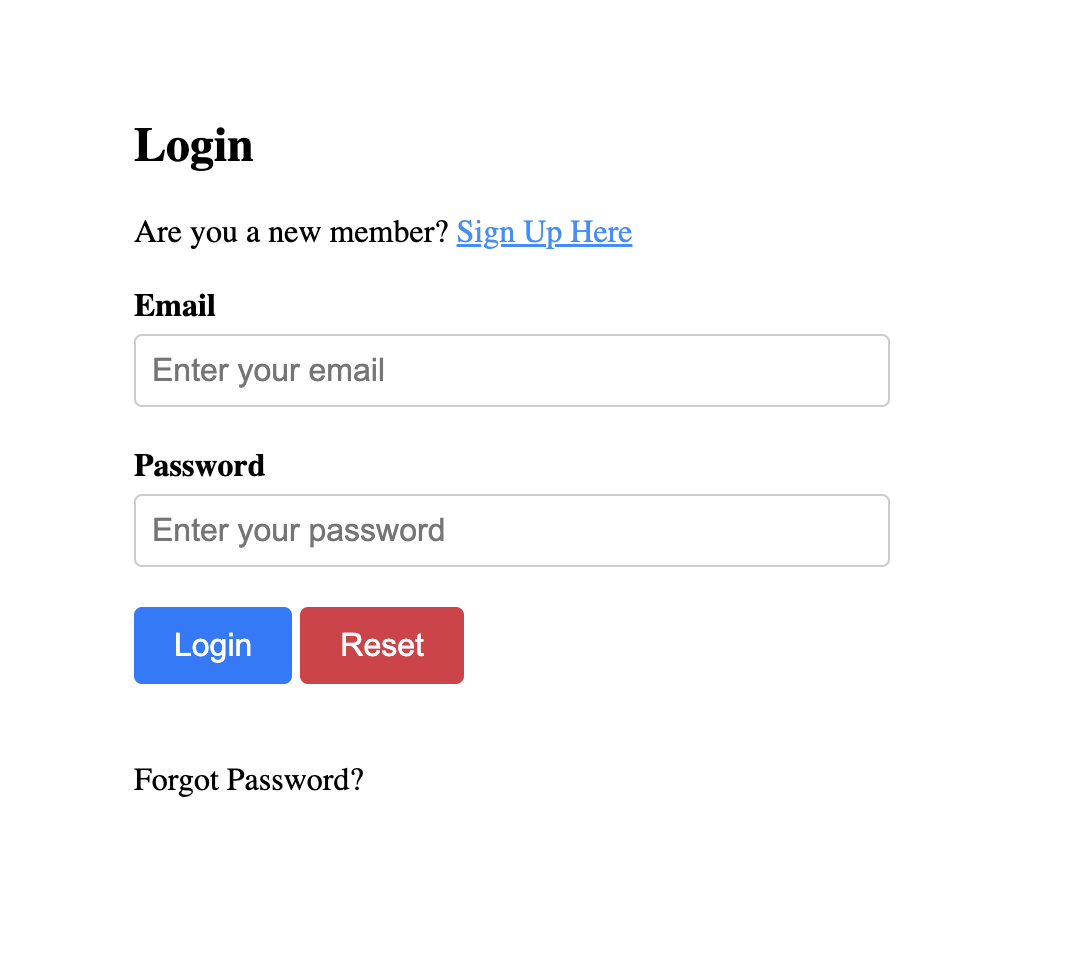 Login
Are you a new member? Sign Up Here
Email
Enter your email
Password
Enter your password
Login Reset
Forgot Password?